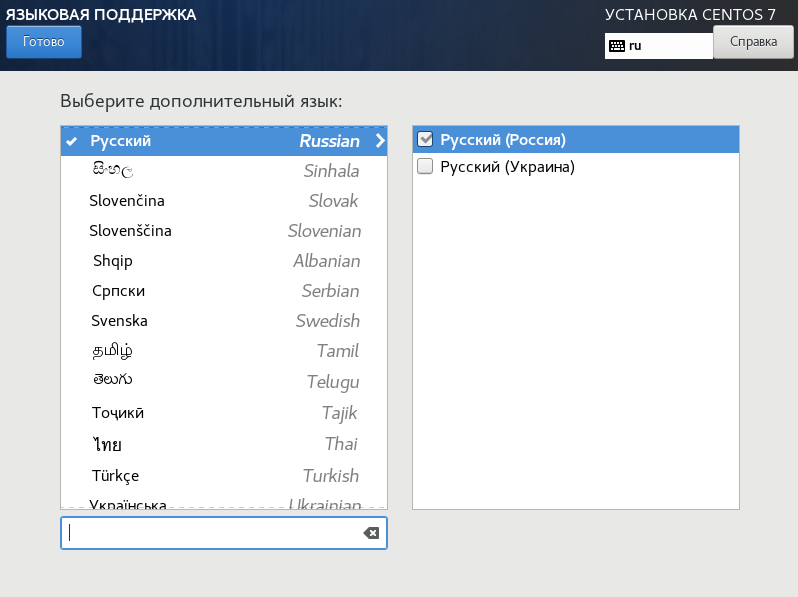 ЯЗЫКОВАЯ ПОДДЕРЖКА
УСТАНОВКА CENTOS 7
Готово
ru
Справка
Выберите дополнительный язык:
Русский Russian
සිංහල Sinhala
Slovenčina Slovak
Slovenščina Slovenian
Shqip Albanian
Српски Serbian
Svenska Swedish
தமிழ் Tamil
తెలుగు Telugu
Тоҷикӣ Tajik
ไทย Thai
Türkçe Turkish
Українська Ukrainian
Русский (Россия)
Русский (Украина)